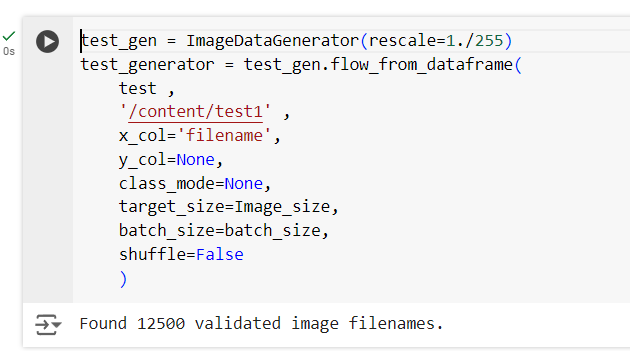 test_gen = ImageDataGenerator(rescale=1./255)
0s
test_generator = test_gen.flow_from_dataframe(
    test ,
    '/content/test1' ,
    x_col='filename',
    y_col=None,
    class_mode=None,
    target_size=Image_size,
    batch_size=batch_size,
    shuffle=False
    )
Found 12500 validated image filenames.